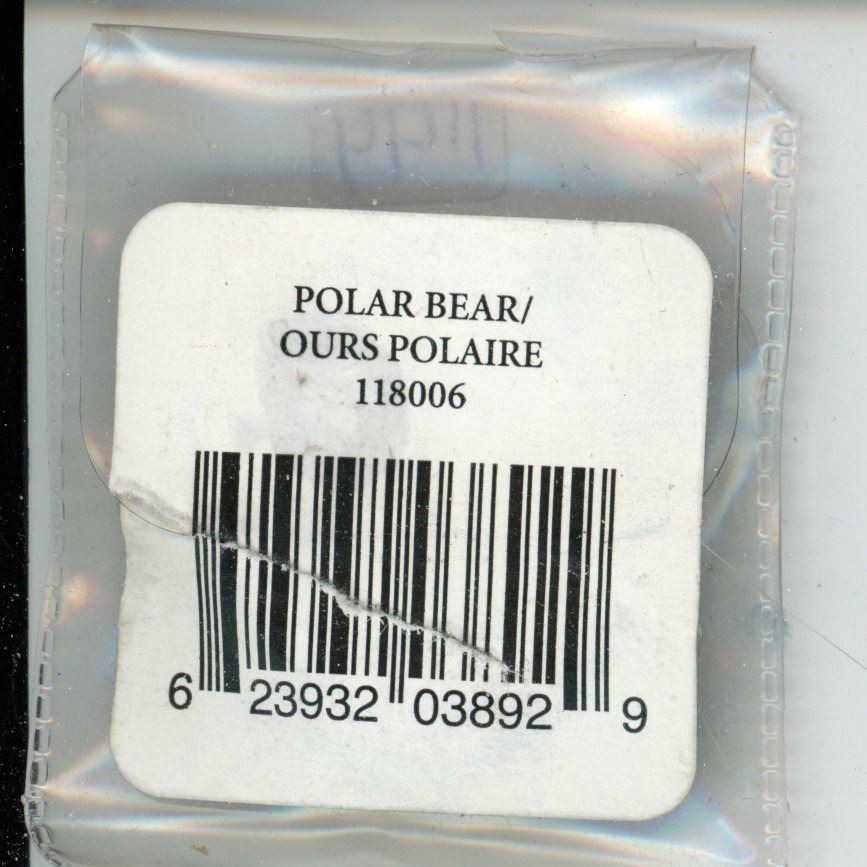 POLAR BEAR/
OURS POLAIRE
118006
6 23932 03892 9